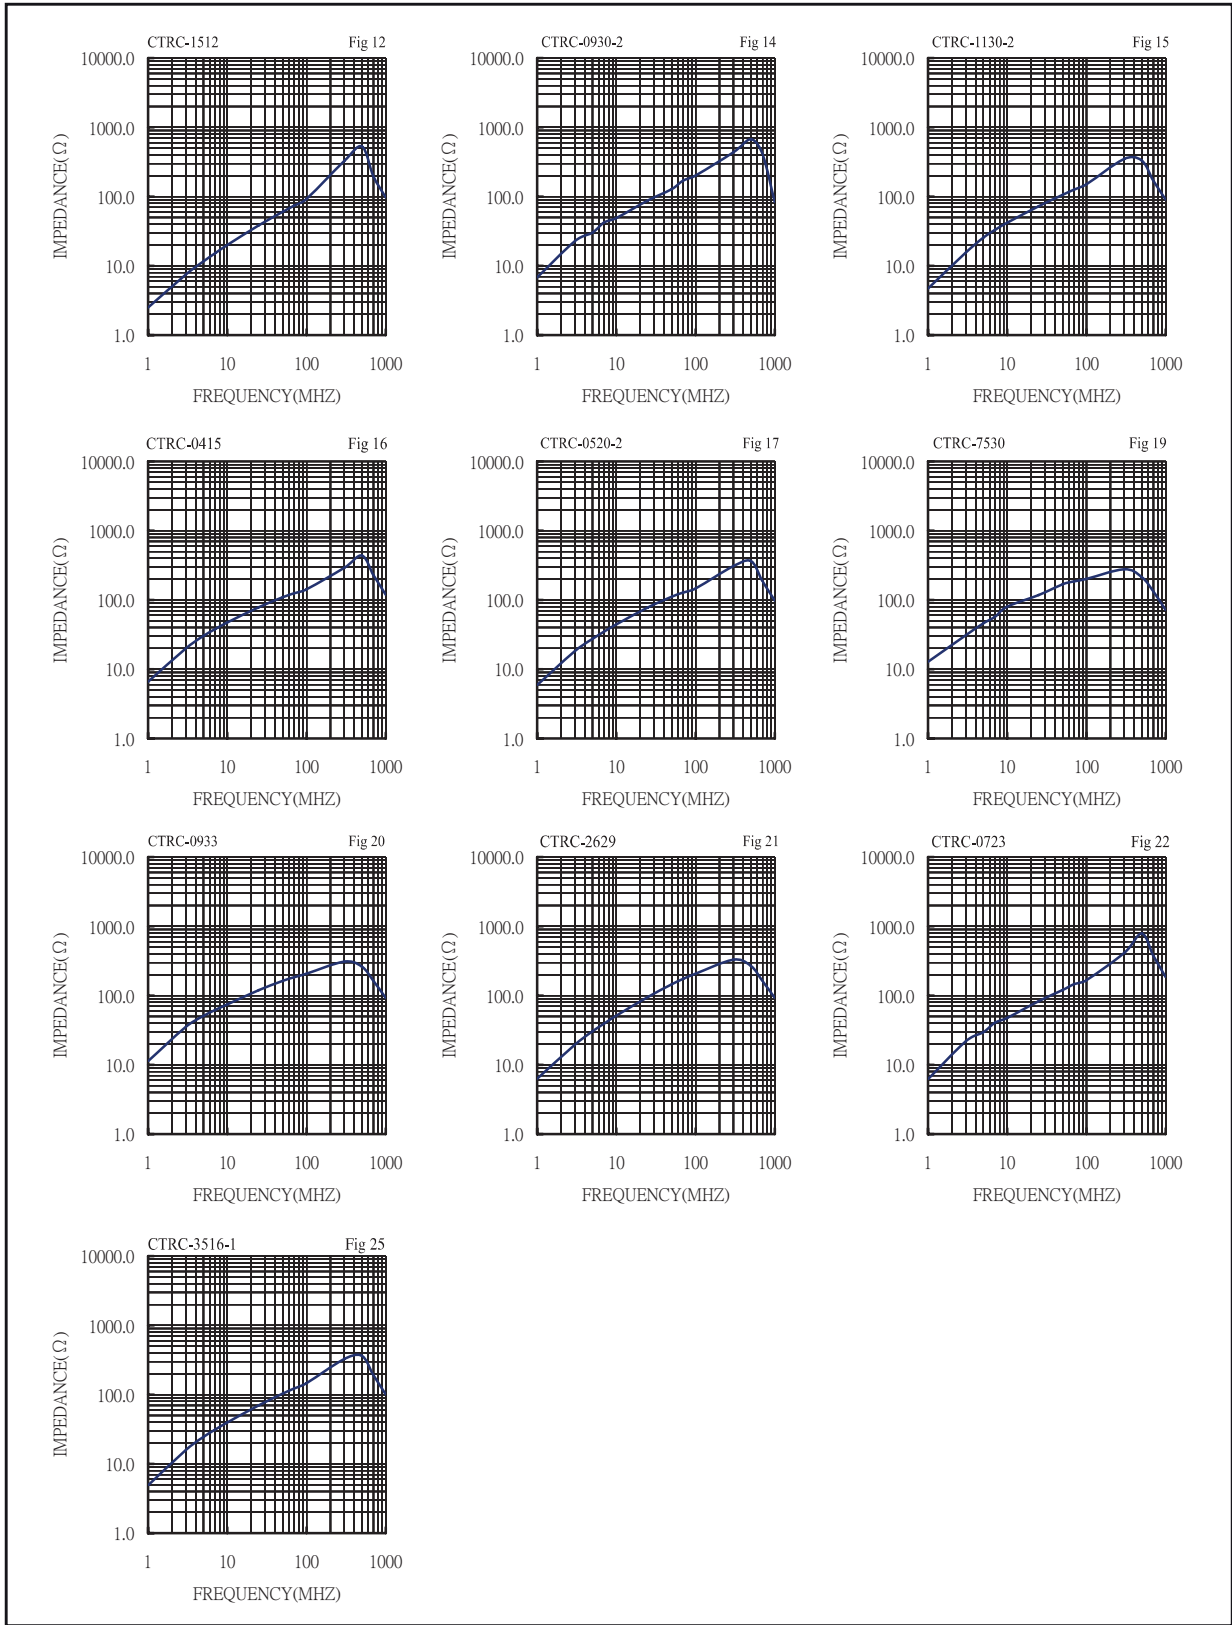 CTRC-1512 Fig 12
10000.0
1000.0
100.0
10.0
1.0
IMPEDANCE(Ω)
1 10 100 1000
FREQUENCY(MHZ)
CTRC-0930-2 Fig 14
10000.0
1000.0
100.0
10.0
1.0
IMPEDANCE(Ω)
1 10 100 1000
FREQUENCY(MHZ)
CTRC-1130-2 Fig 15
10000.0
1000.0
100.0
10.0
1.0
IMPEDANCE(Ω)
1 10 100 1000
FREQUENCY(MHZ)
CTRC-0415 Fig 16
10000.0
1000.0
100.0
10.0
1.0
IMPEDANCE(Ω)
1 10 100 1000
FREQUENCY(MHZ)
CTRC-0520-2 Fig 17
10000.0
1000.0
100.0
10.0
1.0
IMPEDANCE(Ω)
1 10 100 1000
FREQUENCY(MHZ)
CTRC-7530 Fig 19
10000.0
1000.0
100.0
10.0
1.0
IMPEDANCE(Ω)
1 10 100 1000
FREQUENCY(MHZ)
CTRC-0933 Fig 20
10000.0
1000.0
100.0
10.0
1.0
IMPEDANCE(Ω)
1 10 100 1000
FREQUENCY(MHZ)
CTRC-2629 Fig 21
10000.0
1000.0
100.0
10.0
1.0
IMPEDANCE(Ω)
1 10 100 1000
FREQUENCY(MHZ)
CTRC-0723 Fig 22
10000.0
1000.0
100.0
10.0
1.0
IMPEDANCE(Ω)
1 10 100 1000
FREQUENCY(MHZ)
CTRC-3516-1 Fig 25
10000.0
1000.0
100.0
10.0
1.0
IMPEDANCE(Ω)
1 10 100 1000
FREQUENCY(MHZ)